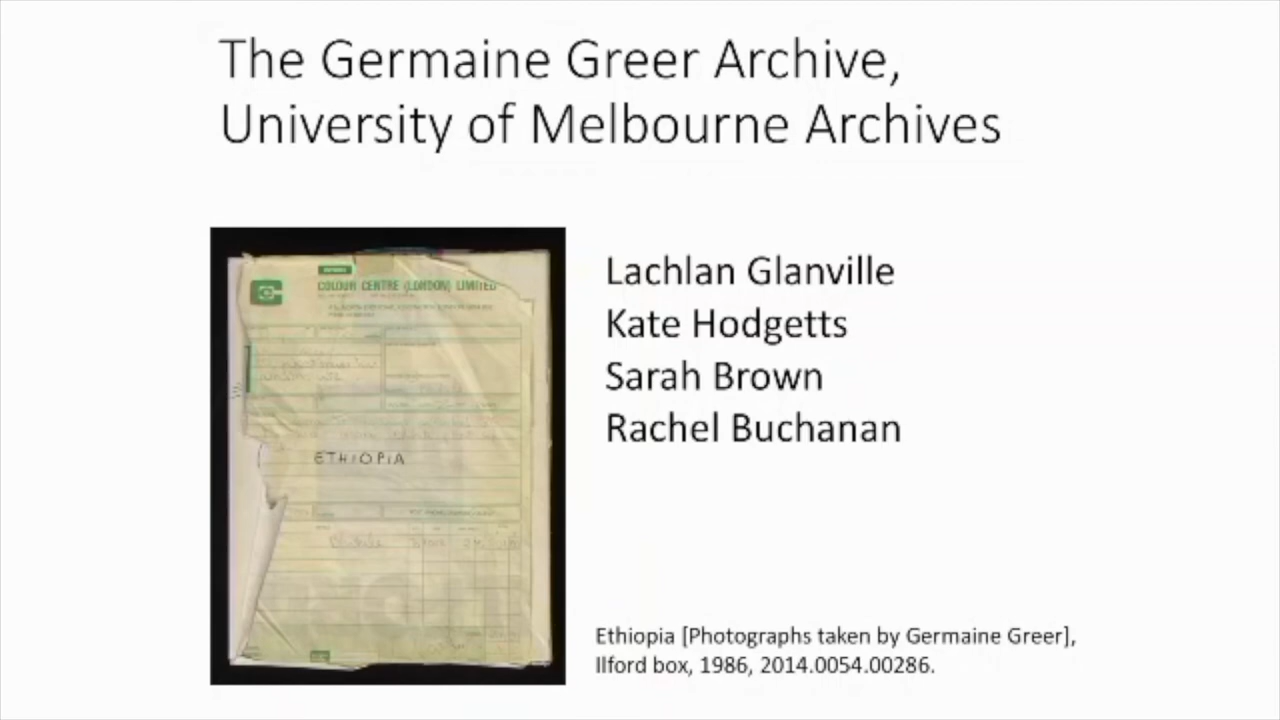 The Germaine Greer Archive,
University of Melbourne Archives
COLOUR CENTRE (LONDON) LIMITED
ETHIOPIA
Lachlan Glanville
Kate Hodgetts
Sarah Brown
Rachel Buchanan
Ethiopia [Photographs taken by Germaine Greer],
Ilford box, 1986, 2014.0054.00286.